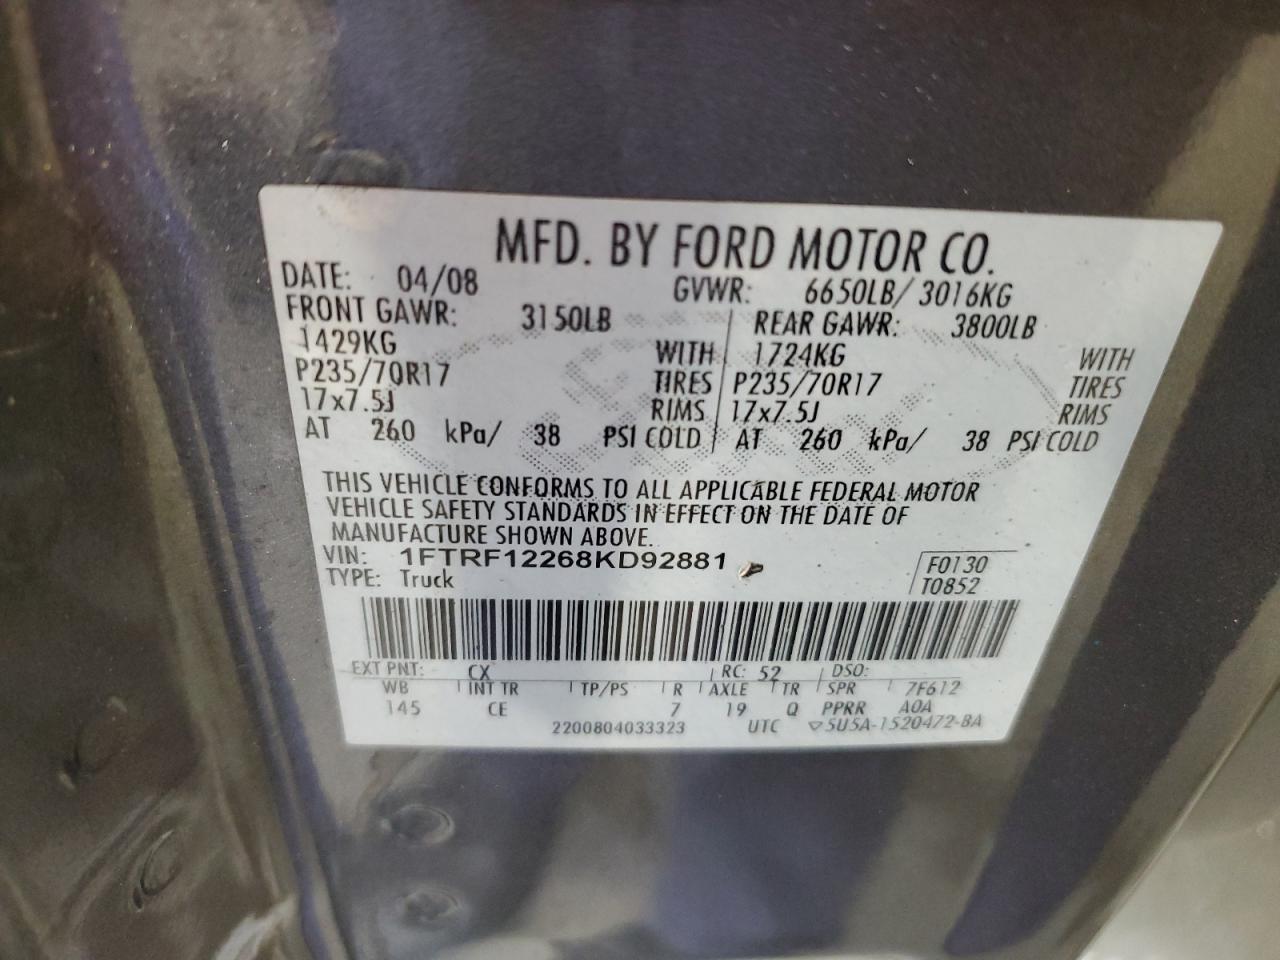 MFD. BY FORD MOTOR CO.
DATE: 04/08 GVWR: 6650LB/ 3016KG
FRONT GAWR: 3150LB REAR GAWR: 3800LB
1429KG WITH 1724KG WITH
P235/70R17 TIRES P235/70R17 TIRES
17x7.5J RIMS 17x7.5J RIMS
AT 260 kPa/ 38 PSI COLD AT 260 kPa/ 38 PSI COLD
THIS VEHICLE CONFORMS TO ALL APPLICABLE FEDERAL MOTOR
VEHICLE SAFETY STANDARDS IN EFFECT ON THE DATE OF
MANUFACTURE SHOWN ABOVE.
VIN: 1FTRF12268KD92881 F0130
TYPE: Truck T0852
EXT PNT: CX RC: 52 DSO:
WB INT TR TP/PS R AXLE TR SPR 7F612
145 CE 7 19 Q PPRR A0A
2200804033323 UTC ▽5U5A-1520472-BA